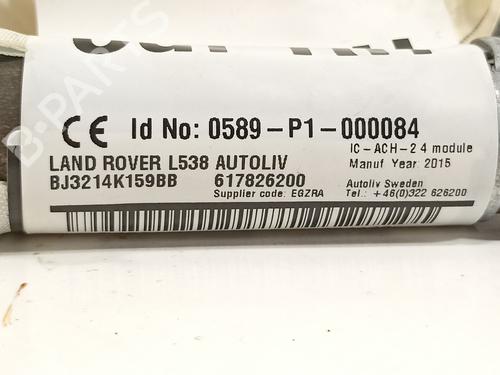 CE Id No: 0589-P1-000084
IC-ACH-2 4 module
LAND ROVER L538 AUTOLIV
Manuf Year: 2015
BJ3214K159BB 617826200
Autoliv Sweden
Supplier code: EGZRA
Tel.: +46(0)322 626200
B-PARTS